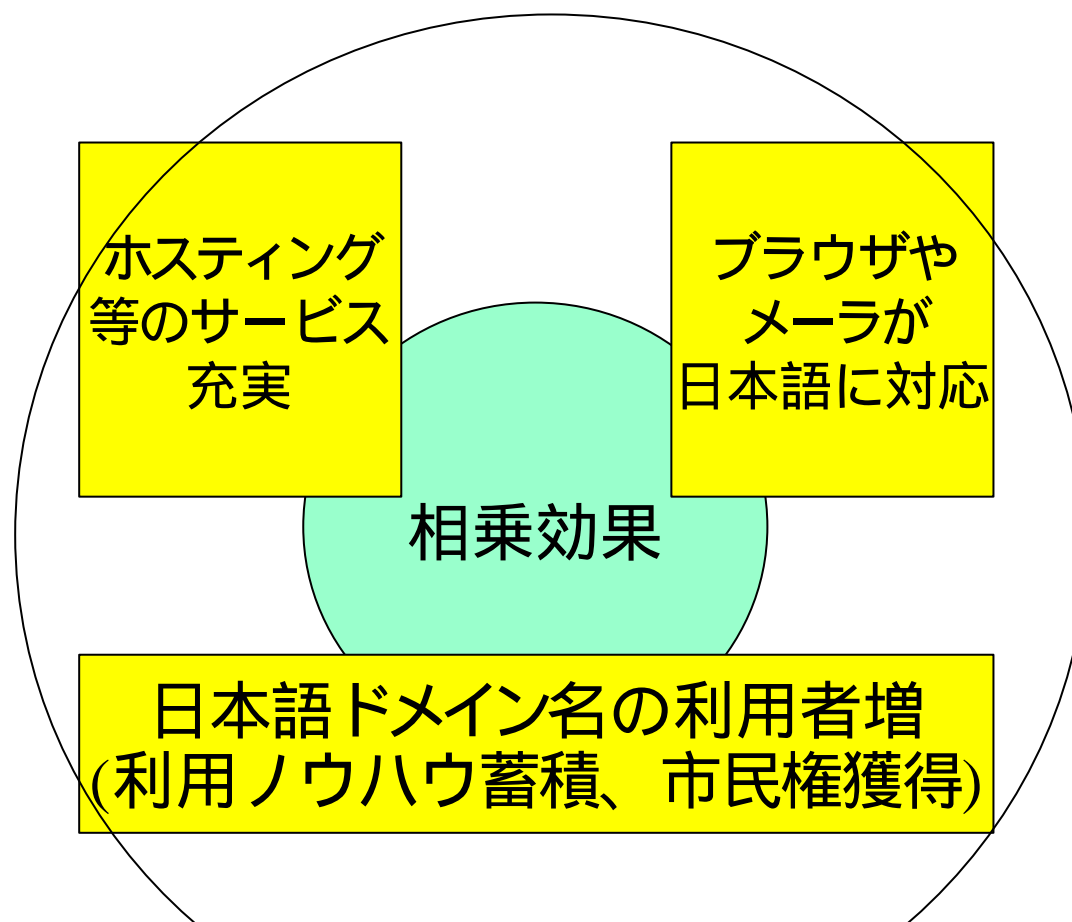 ホスティング
等のサービス
充実
ブラウザや
メーラが
日本語に対応
相乗効果
日本語ドメイン名の利用者増
(利用ノウハウ蓄積、市民権獲得)